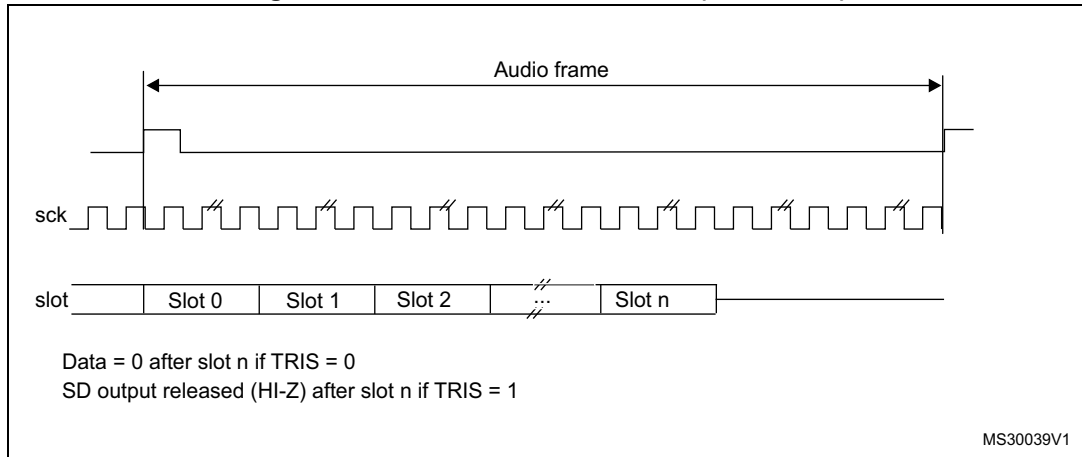 Audio frame
sck
slot Slot 0 Slot 1 Slot 2 ... Slot n
Data = 0 after slot n if TRIS = 0
SD output released (HI-Z) after slot n if TRIS = 1
MS30039V1